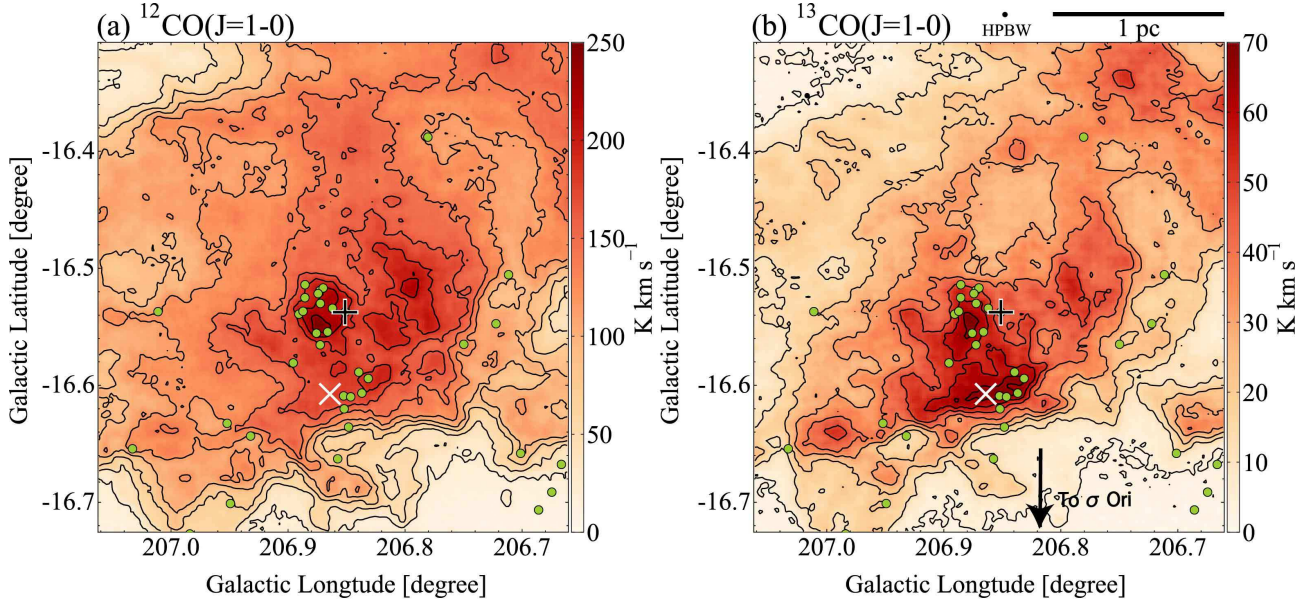 (a) ¹²CO(J=1-0)
250
200
150
100
50
0
K km s⁻¹
-16.4
-16.5
-16.6
-16.7
Galactic Latitude [degree]
207.0 206.9 206.8 206.7
Galactic Longtude [degree]
(b) ¹³CO(J=1-0)
HPBW
1 pc
70
60
50
40
30
20
10
0
K km s⁻¹
-16.4
-16.5
-16.6
-16.7
Galactic Latitude [degree]
To σ Ori
207.0 206.9 206.8 206.7
Galactic Longtude [degree]